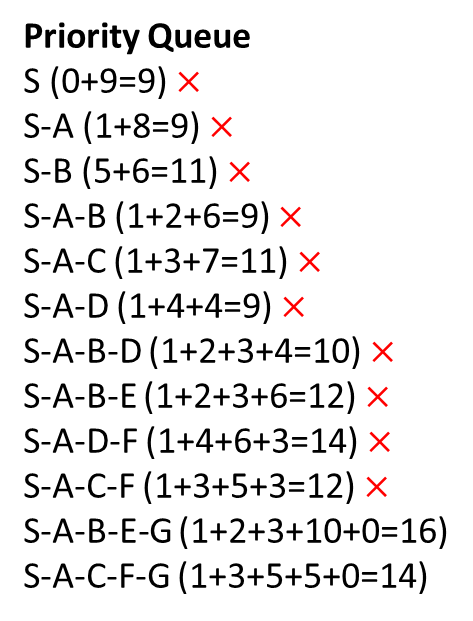 Priority Queue
S (0+9=9) ×
S-A (1+8=9) ×
S-B (5+6=11) ×
S-A-B (1+2+6=9) ×
S-A-C (1+3+7=11) ×
S-A-D (1+4+4=9) ×
S-A-B-D (1+2+3+4=10) ×
S-A-B-E (1+2+3+6=12) ×
S-A-D-F (1+4+6+3=14) ×
S-A-C-F (1+3+5+3=12) ×
S-A-B-E-G (1+2+3+10+0=16)
S-A-C-F-G (1+3+5+5+0=14)